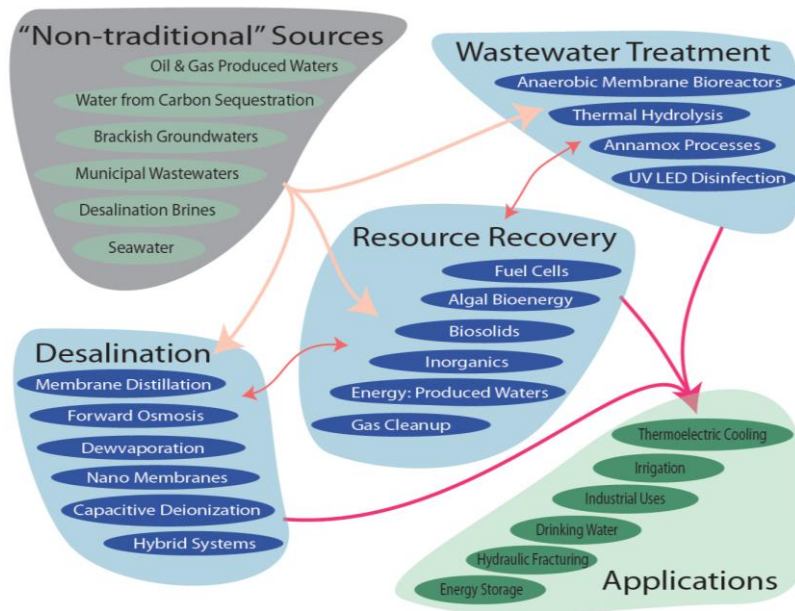 “Non-traditional” Sources
Oil & Gas Produced Waters
Water from Carbon Sequestration
Brackish Groundwaters
Municipal Wastewaters
Desalination Brines
Seawater
Wastewater Treatment
Anaerobic Membrane Bioreactors
Thermal Hydrolysis
Annamox Processes
UV LED Disinfection
Resource Recovery
Fuel Cells
Algal Bioenergy
Biosolids
Inorganics
Energy: Produced Waters
Gas Cleanup
Desalination
Membrane Distillation
Forward Osmosis
Dewvaporation
Nano Membranes
Capacitive Deionization
Hybrid Systems
Thermoelectric Cooling
Irrigation
Industrial Uses
Drinking Water
Hydraulic Fracturing
Energy Storage
Applications